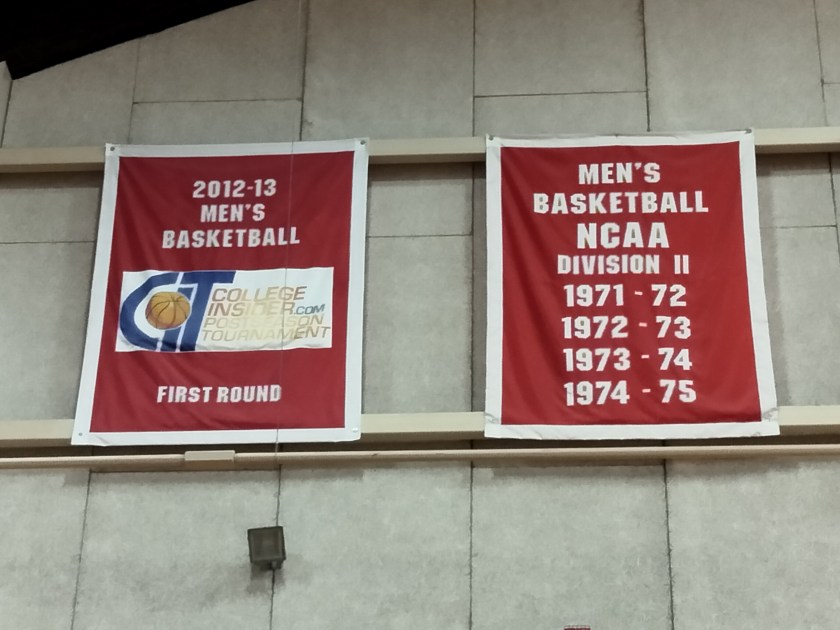 2012-13
MEN'S
BASKETBALL
CIT
COLLEGE
INSIDER.COM
POSTSEASON
TOURNAMENT
FIRST ROUND
MEN'S
BASKETBALL
NCAA
DIVISION II
1971 - 72
1972 - 73
1973 - 74
1974 - 75